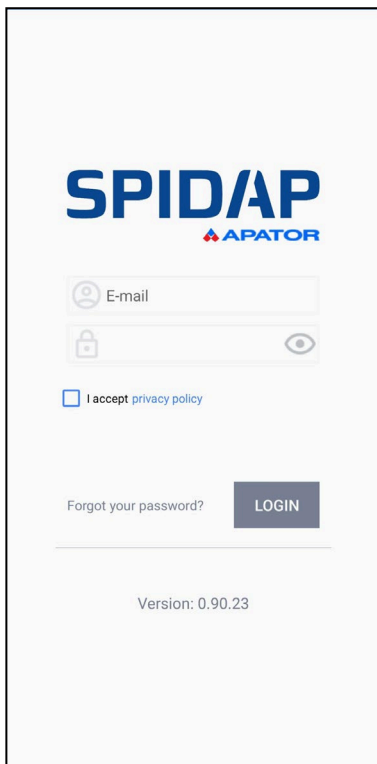 SPIDAP
APATOR
E-mail
I accept privacy policy
Forgot your password? LOGIN
Version: 0.90.23